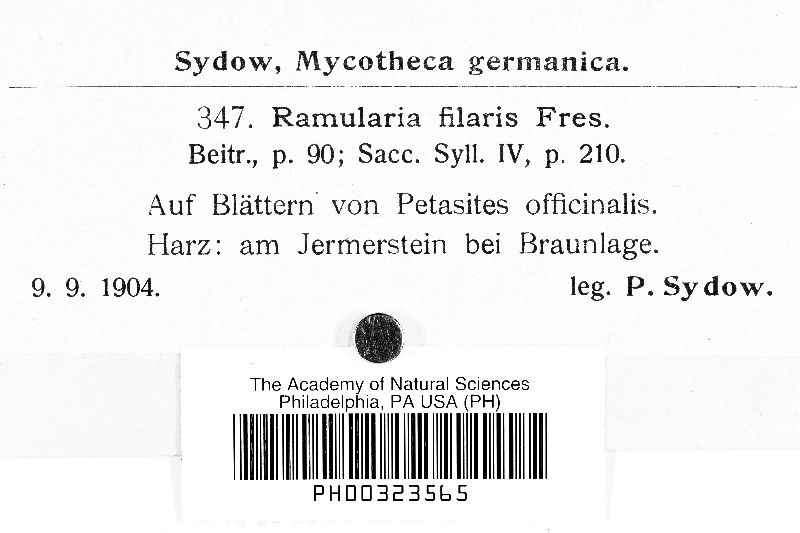 Sydow, Mycotheca germanica.
347. Ramularia filaris Fres.
Beitr., p. 90; Sacc. Syll. IV, p. 210.
Auf Blättern von Petasites officinalis.
Harz: am Jermerstein bei Braunlage.
9. 9. 1904. leg. P. Sydow.
The Academy of Natural Sciences
Philadelphia, PA USA (PH)
PH00323565